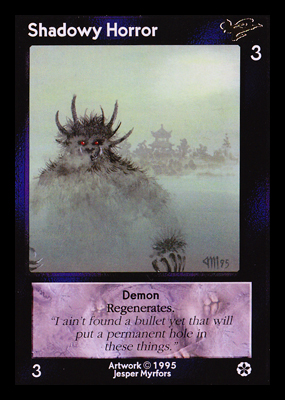 Shadowy Horror
3
JM95
Demon
Regenerates.
"I ain't found a bullet yet that will
put a permanent hole in
these things."
3
Artwork © 1995
Jesper Myrfors